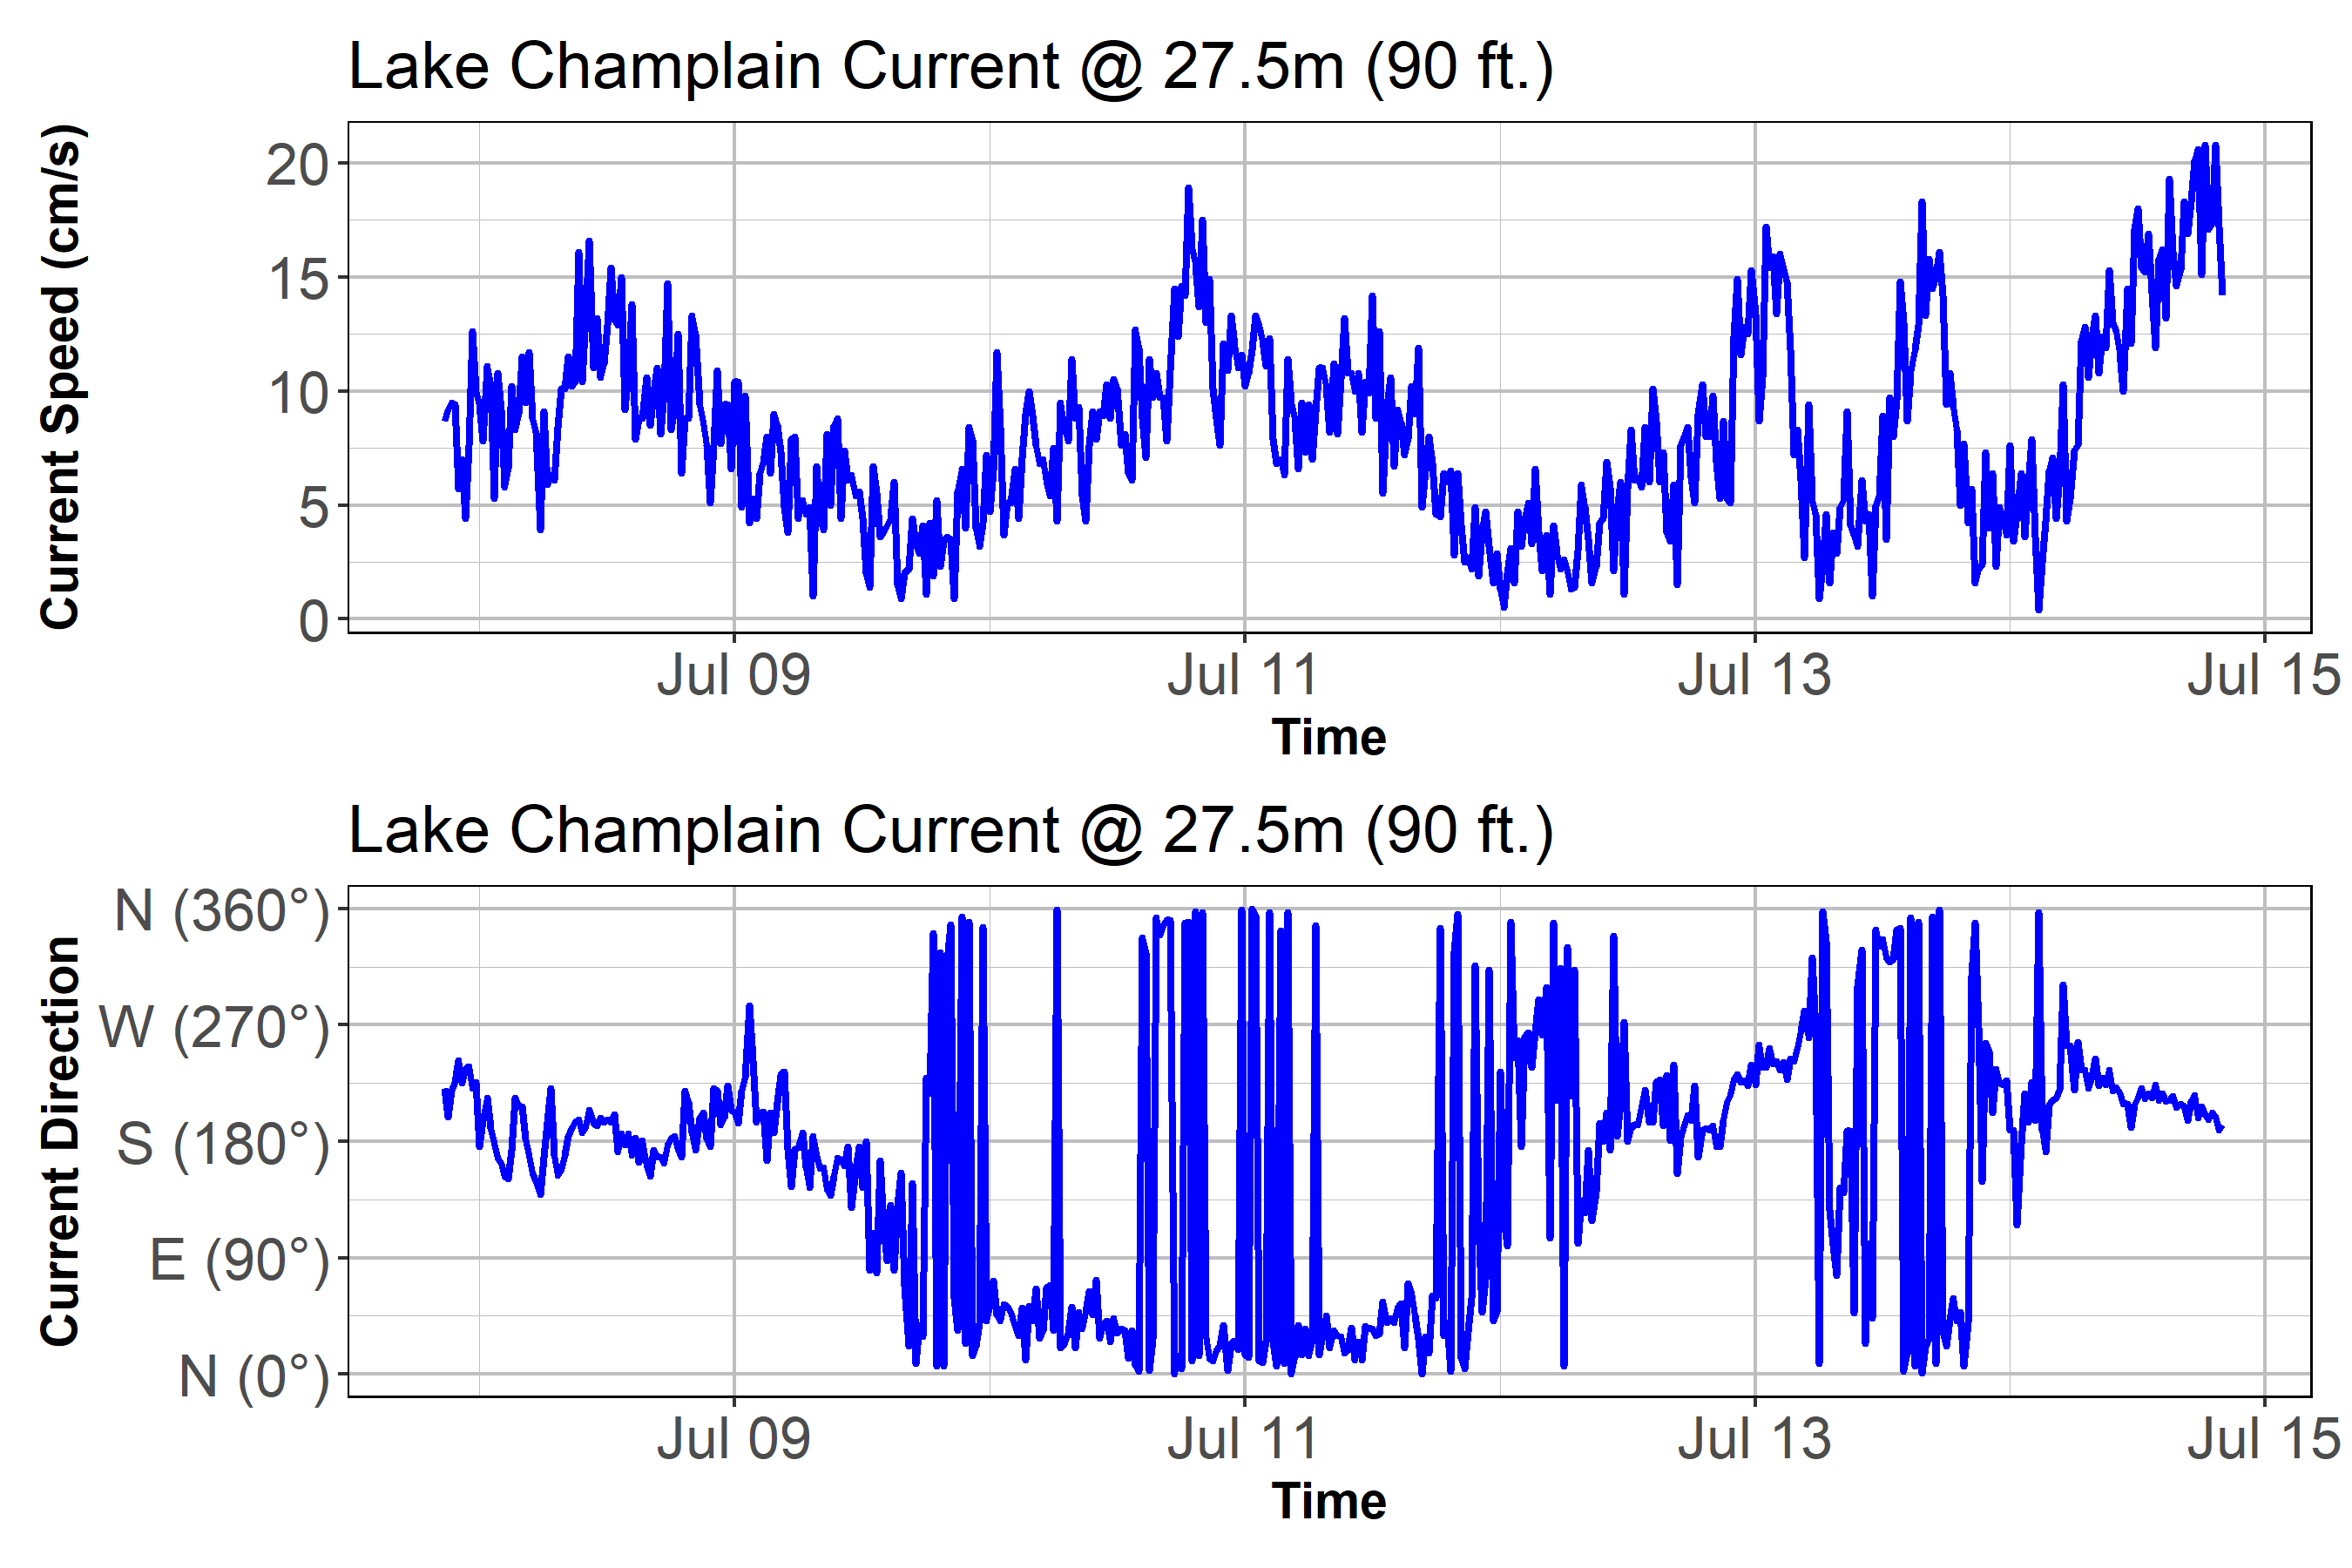 Lake Champlain Current @ 27.5m (90 ft.)
Current Speed (cm/s)
20
15
10
5
0
Jul 09 Jul 11 Jul 13 Jul 15
Time
Lake Champlain Current @ 27.5m (90 ft.)
Current Direction
N (360°)
W (270°)
S (180°)
E (90°)
N (0°)
Jul 09 Jul 11 Jul 13 Jul 15
Time